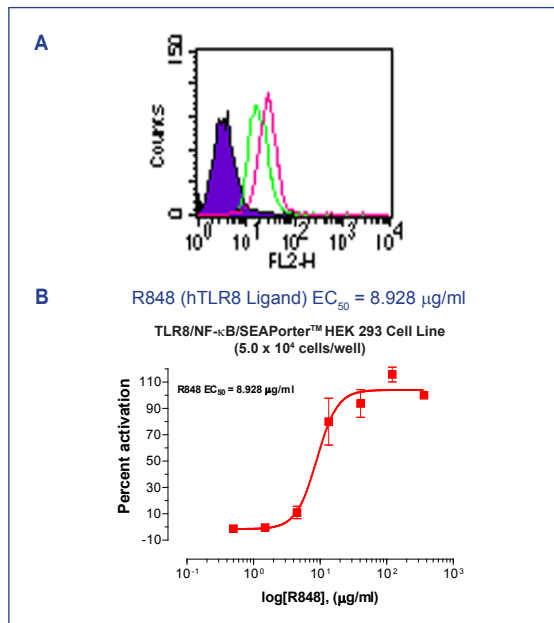 A
150
Counts
0
10⁰ 10¹ 10² 10³ 10⁴
FL2-H
B
R848 (hTLR8 Ligand) EC₅₀ = 8.928 µg/ml
TLR8/NF-κB/SEAPorter™ HEK 293 Cell Line
(5.0 x 10⁴ cells/well)
R848 EC₅₀ = 8.928 µg/ml
Percent activation
110
90
70
50
30
10
-10
10⁻¹ 10⁰ 10¹ 10² 10³
log[R848], (µg/ml)